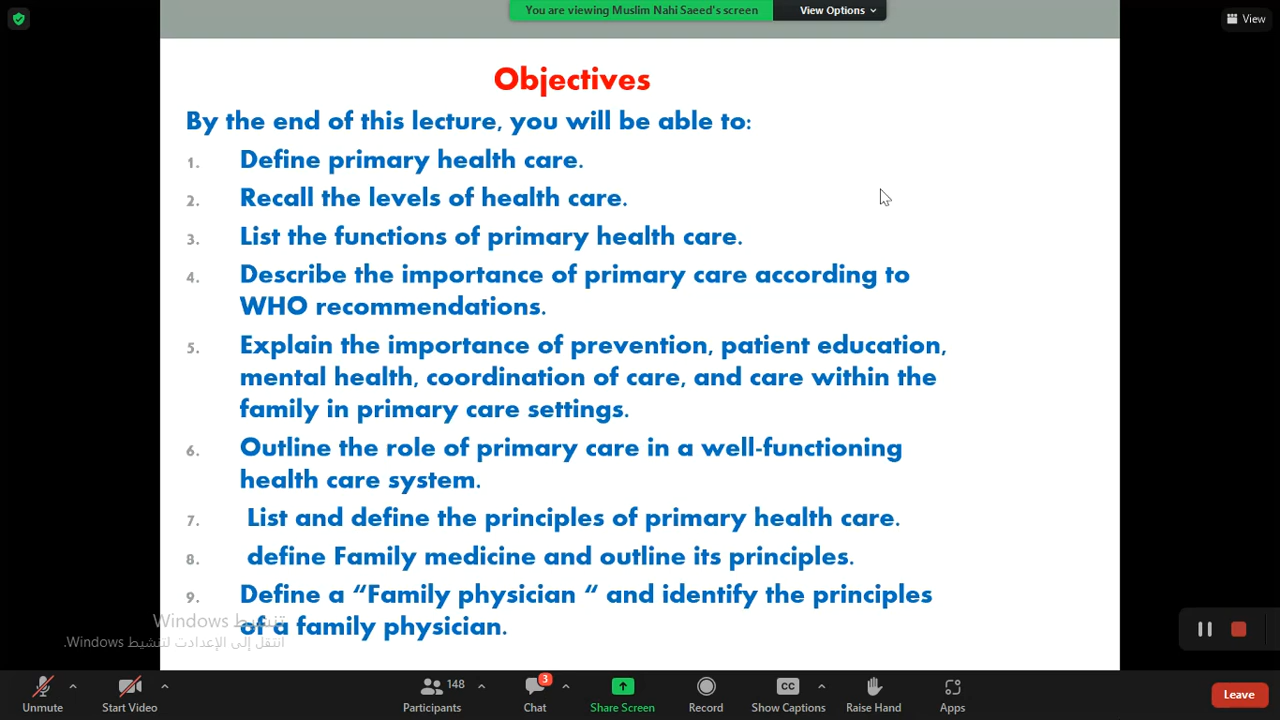 You are viewing Muslim Nahi Saeed's screen
View Options
View
Objectives
By the end of this lecture, you will be able to:
1. Define primary health care.
2. Recall the levels of health care.
3. List the functions of primary health care.
4. Describe the importance of primary care according to
WHO recommendations.
5. Explain the importance of prevention, patient education,
mental health, coordination of care, and care within the
family in primary care settings.
6. Outline the role of primary care in a well-functioning
health care system.
7. List and define the principles of primary health care.
8. define Family medicine and outline its principles.
9. Define a “Family physician “ and identify the principles
of a family physician.
تنشيط Windows
انتقل إلى الإعدادت لتنشيط Windows.
Unmute
Start Video
148
Participants
3
Chat
Share Screen
Record
CC
Show Captions
Raise Hand
Apps
Leave